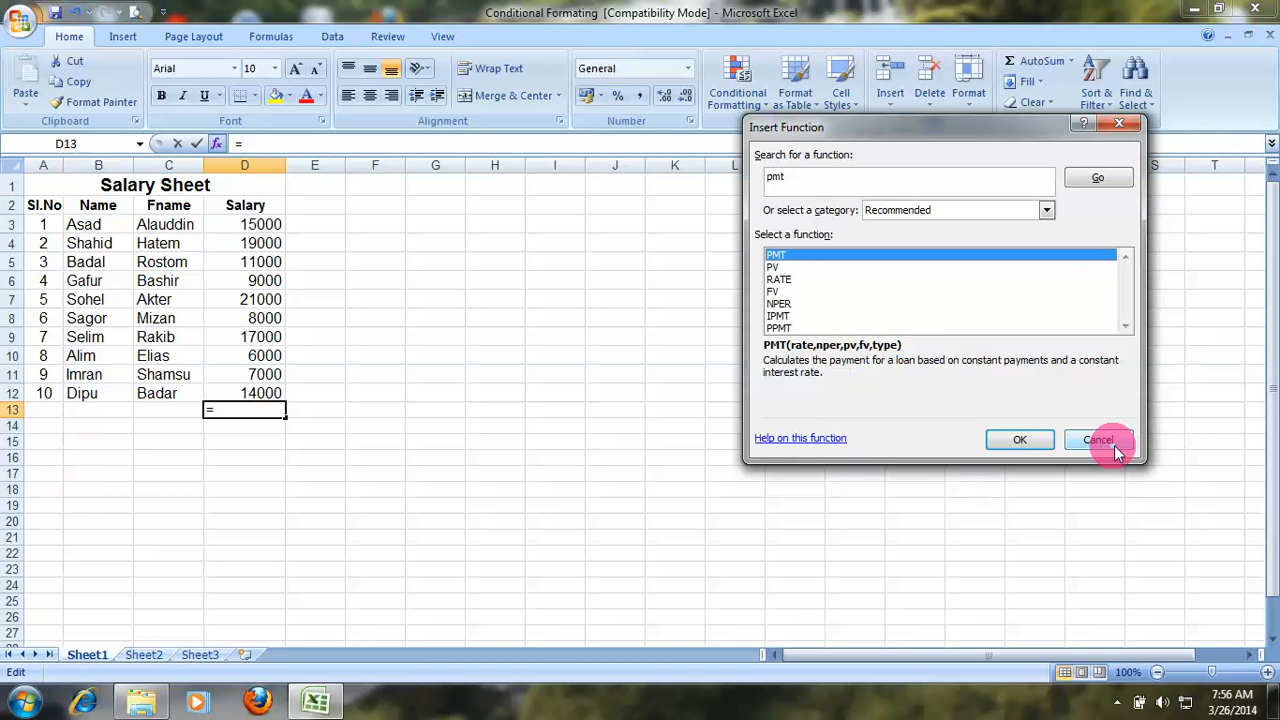 Conditional Formating [Compatibility Mode] - Microsoft Excel
Home Insert Page Layout Formulas Data Review View
Paste
Cut
Copy
Format Painter
Clipboard
Arial 10
B I U
Font
Wrap Text
Merge & Center
Alignment
General
Number
Conditional Formatting
Format as Table
Cell Styles
Insert
Delete
Format
AutoSum
Fill
Clear
Sort & Filter
Find & Select
D13 fx =
A B C D E F G H I J K L S T
1 Salary Sheet
2 Sl.No Name Fname Salary
3 1 Asad Alauddin 15000
4 2 Shahid Hatem 19000
5 3 Badal Rostom 11000
6 4 Gafur Bashir 9000
7 5 Sohel Akter 21000
8 6 Sagor Mizan 8000
9 7 Selim Rakib 17000
10 8 Alim Elias 6000
11 9 Imran Shamsu 7000
12 10 Dipu Badar 14000
13 =
14
15
16
17
18
19
20
21
22
23
24
25
26
27
Insert Function
Search for a function:
pmt
Go
Or select a category: Recommended
Select a function:
PMT
PV
RATE
FV
NPER
IPMT
PPMT
PMT(rate,nper,pv,fv,type)
Calculates the payment for a loan based on constant payments and a constant
interest rate.
Help on this function
OK
Cancel
Sheet1 Sheet2 Sheet3
Edit
100%
7:56 AM
3/26/2014